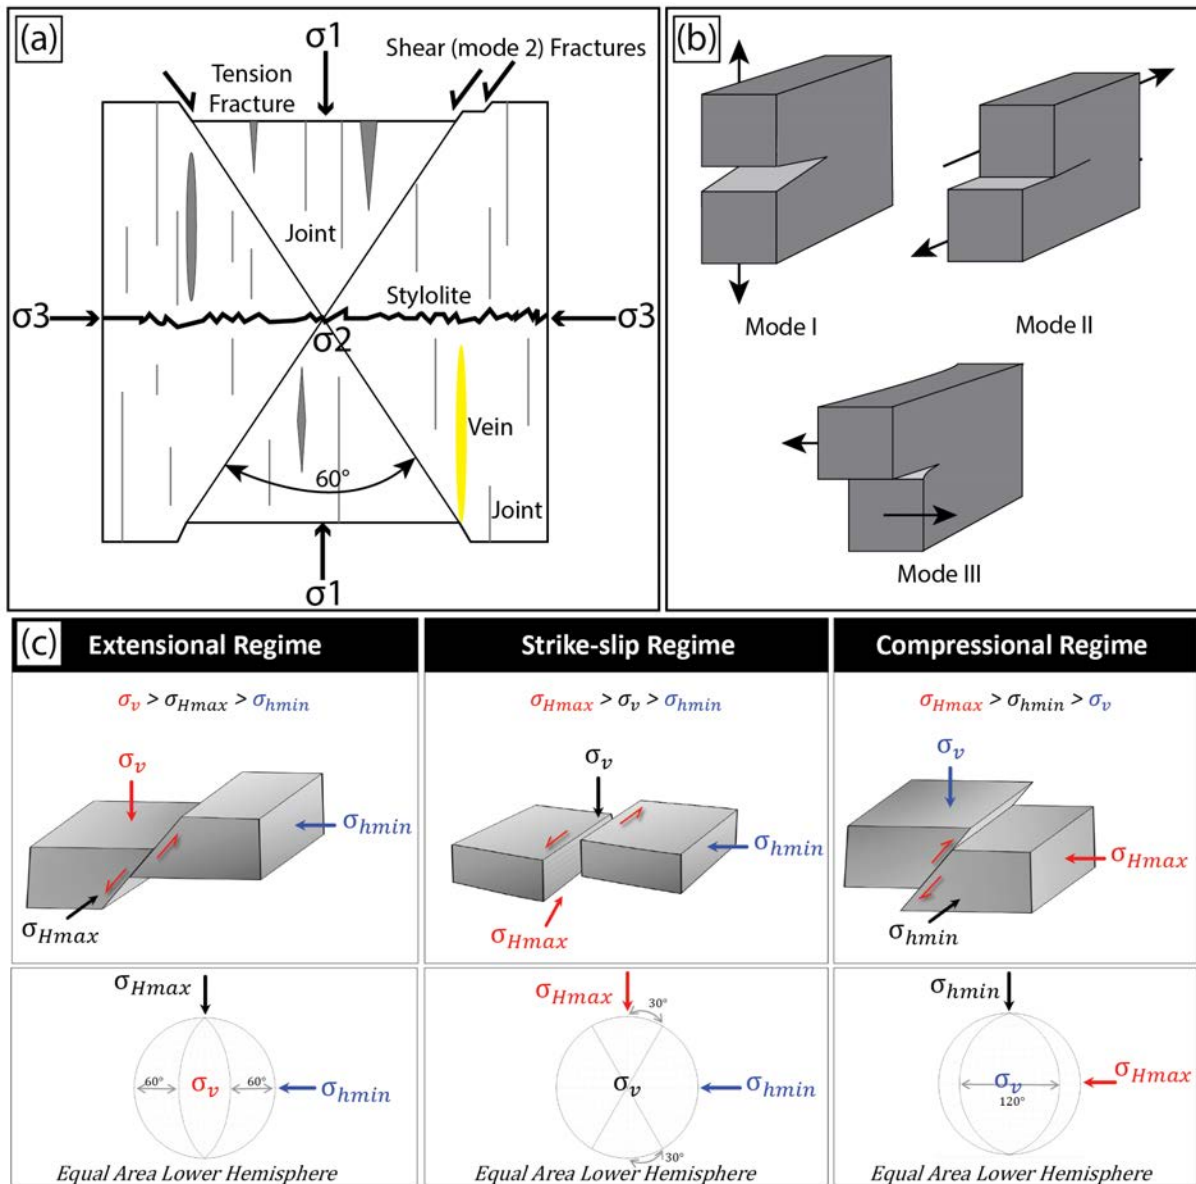 (a)
σ1
Shear (mode 2) Fractures
Tension
Fracture
Joint
Stylolite
σ3
σ3
σ2
Vein
60°
Joint
σ1
(b)
Mode I
Mode II
Mode III
(c)
Extensional Regime
σv > σHmax > σhmin
σv
σhmin
σHmax
Strike-slip Regime
σHmax > σv > σhmin
σv
σhmin
σHmax
Compressional Regime
σHmax > σhmin > σv
σv
σHmax
σhmin
σHmax
60°
σv
60°
σhmin
Equal Area Lower Hemisphere
σHmax
30°
σv
σhmin
30°
Equal Area Lower Hemisphere
σhmin
σv
120°
σHmax
Equal Area Lower Hemisphere